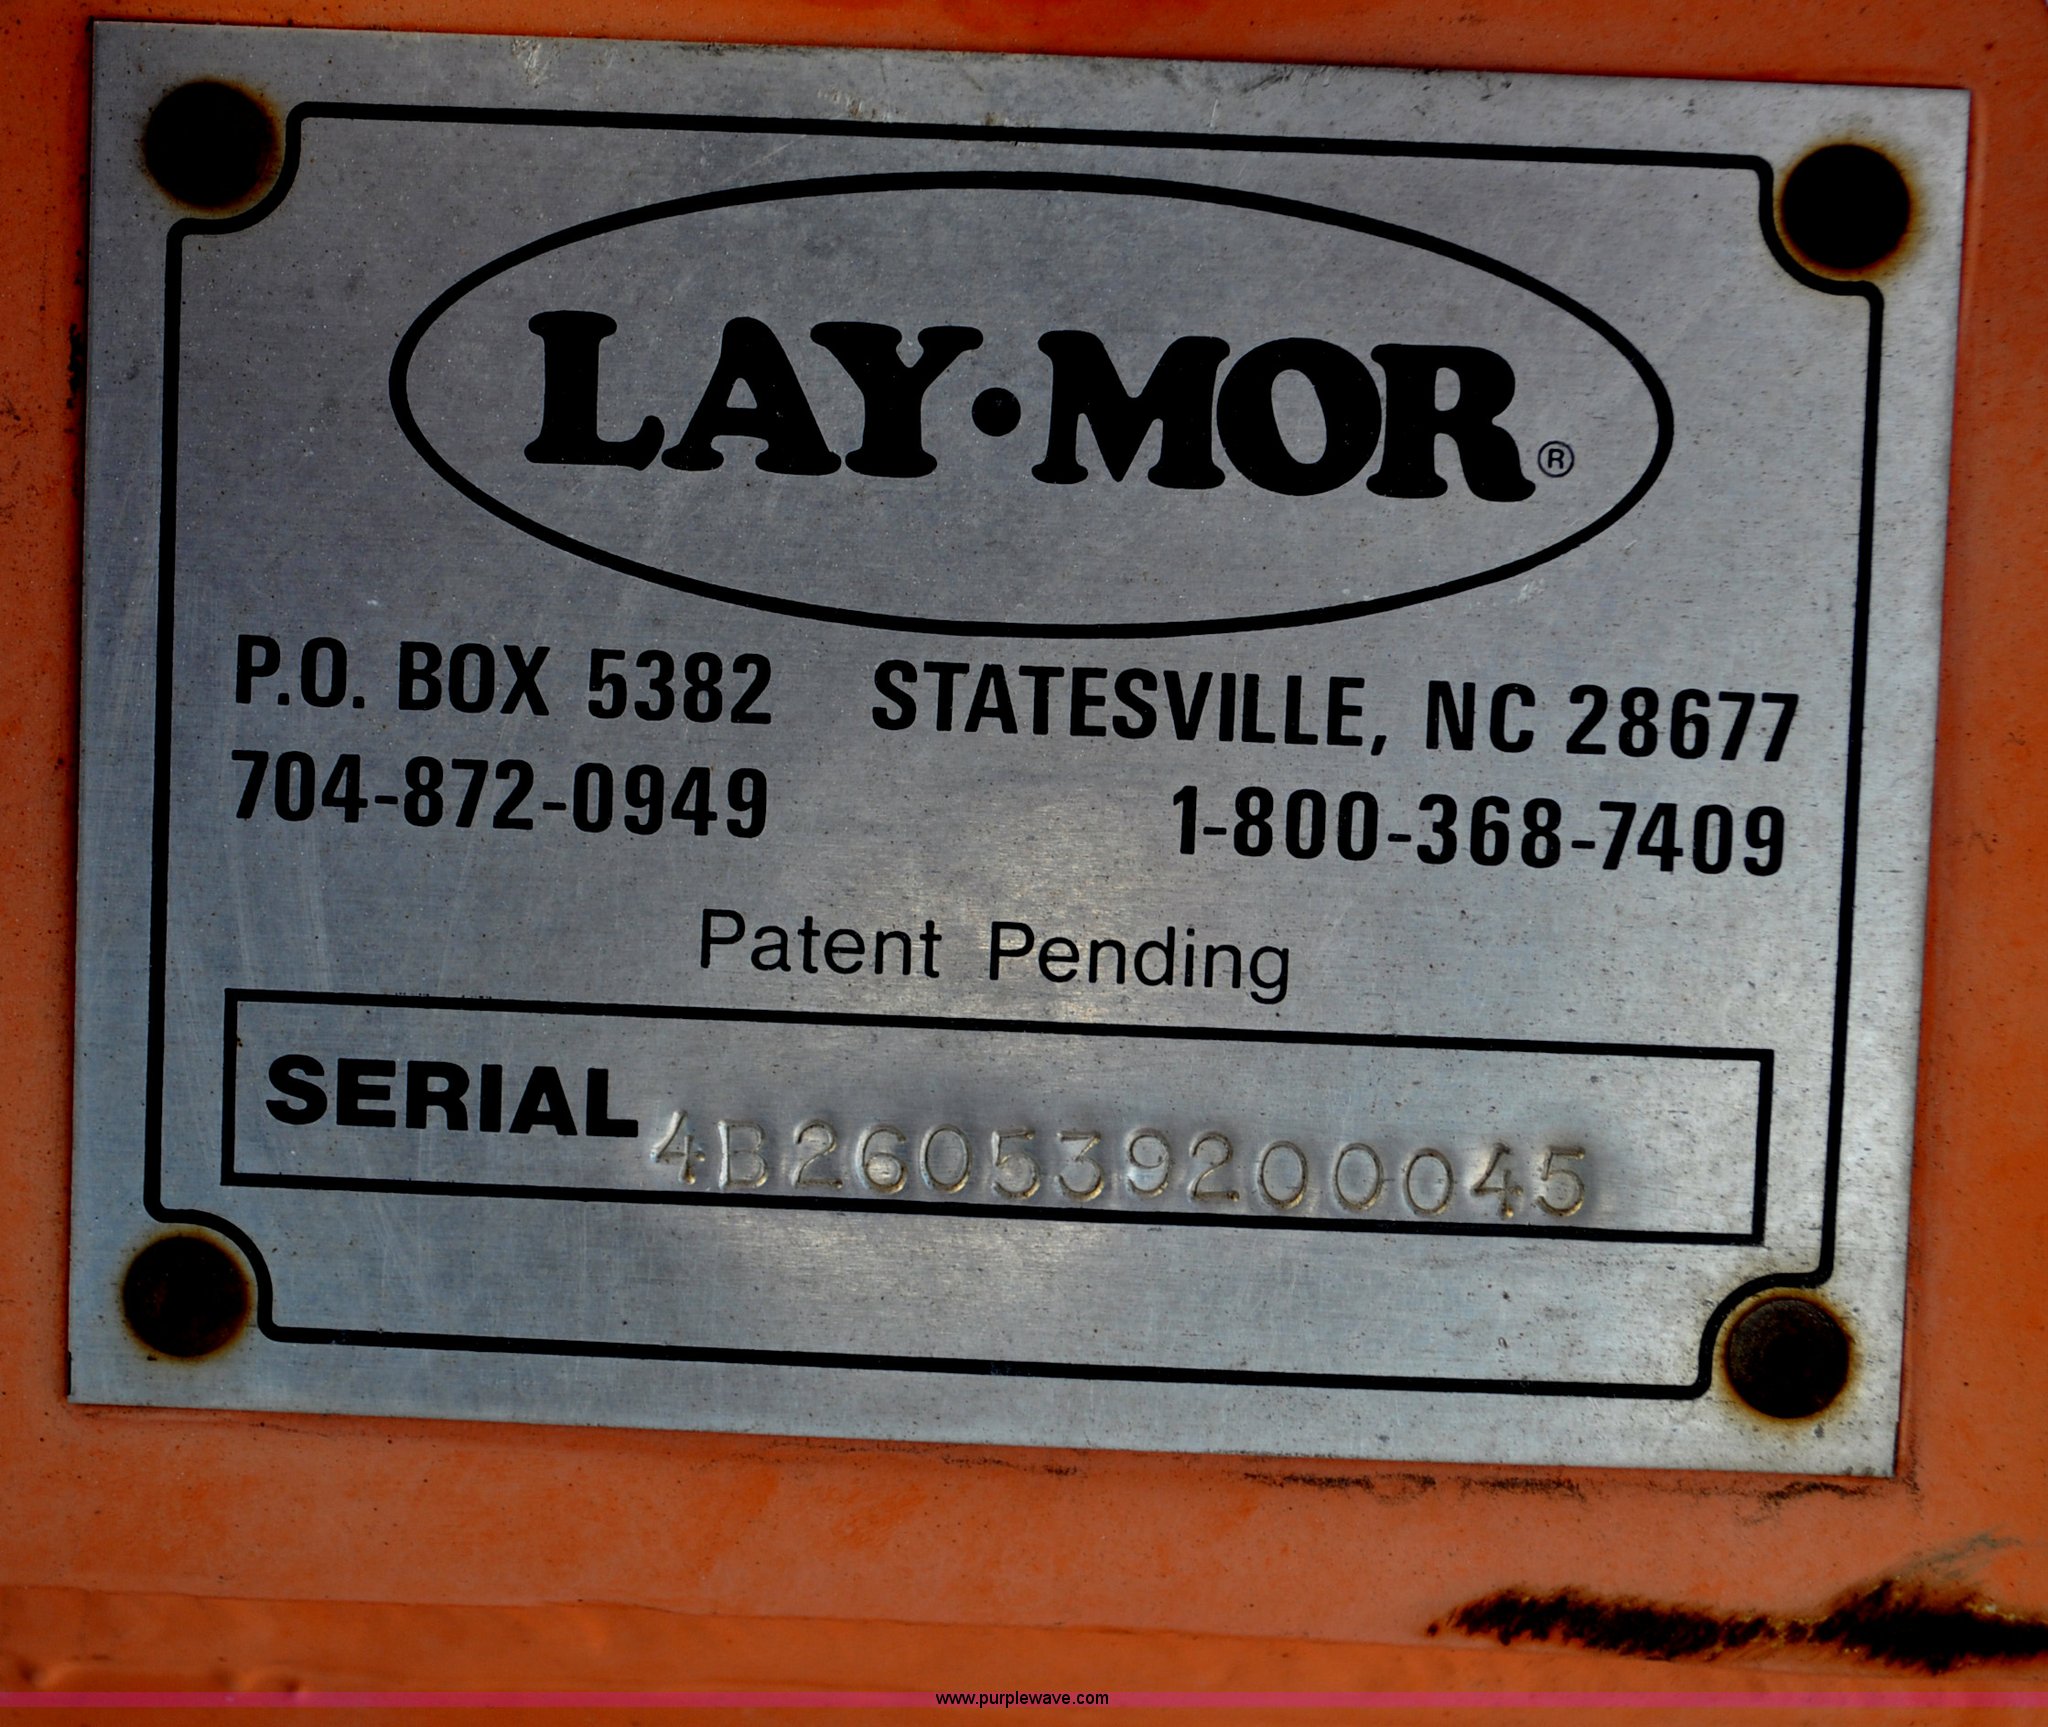 LAY•MOR®
P.O. BOX 5382 STATESVILLE, NC 28677
704-872-0949 1-800-368-7409
Patent Pending
SERIAL 4B260539200045
www.purplewave.com